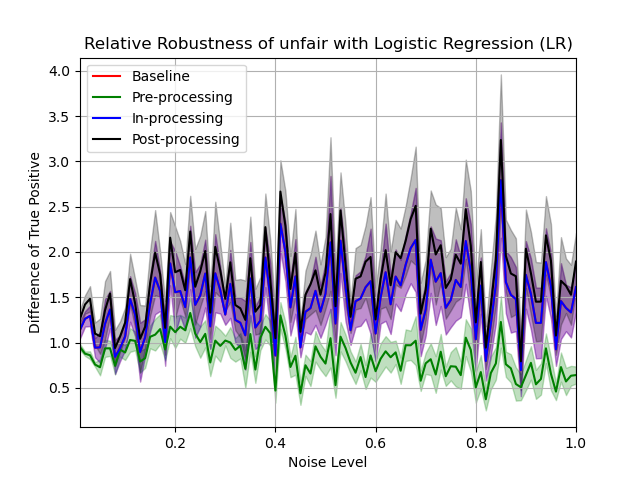 Relative Robustness of unfair with Logistic Regression (LR)
Difference of True Positive
4.0
3.5
3.0
2.5
2.0
1.5
1.0
0.5
Baseline
Pre-processing
In-processing
Post-processing
0.2 0.4 0.6 0.8 1.0
Noise Level